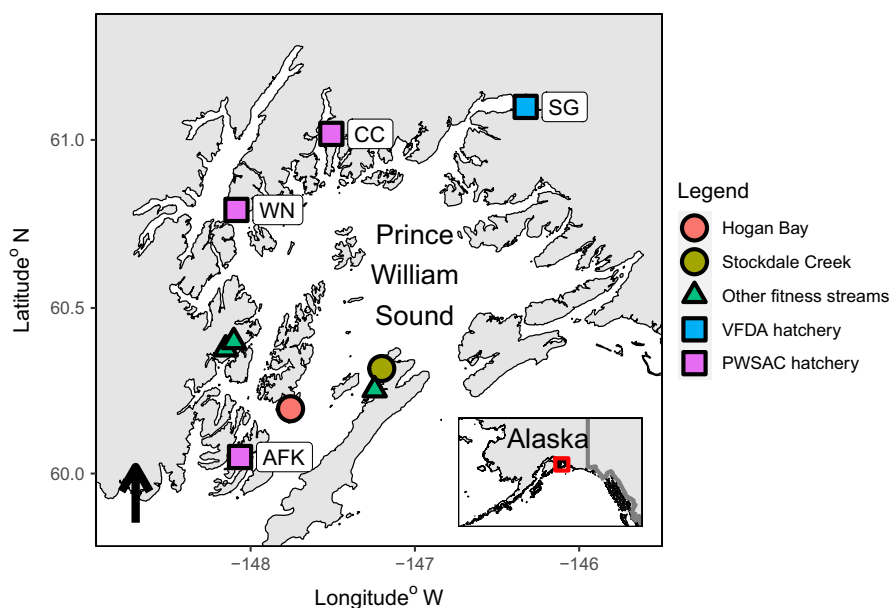 61.0
60.5
60.0
Latitude° N
−148
−147
−146
Longitude° W
SG
CC
WN
AFK
Prince
William
Sound
Alaska
Legend
Hogan Bay
Stockdale Creek
Other fitness streams
VFDA hatchery
PWSAC hatchery